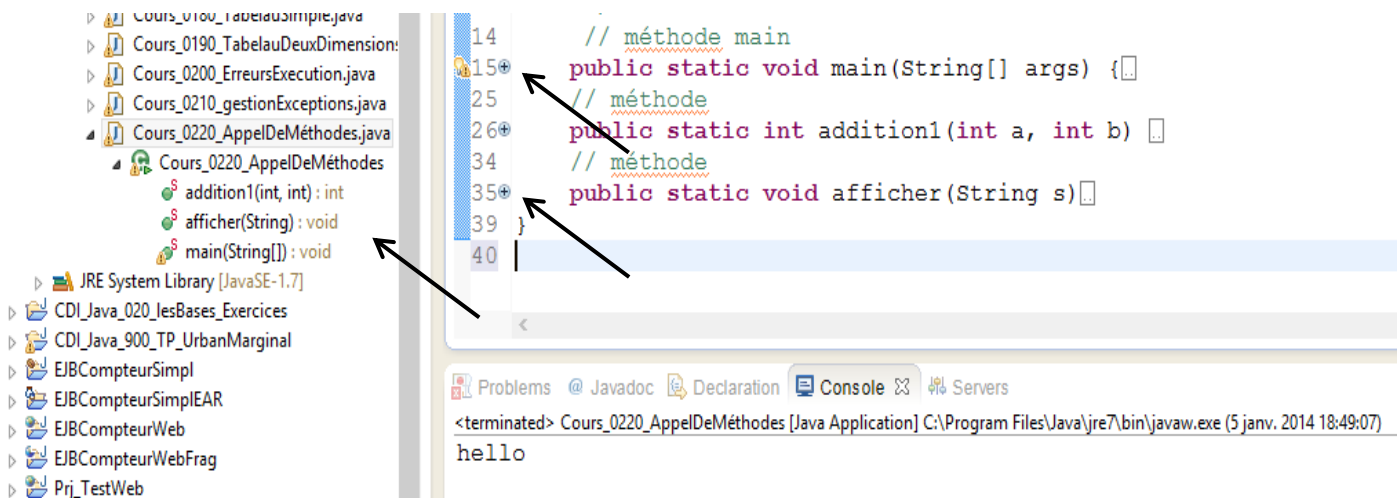 Cours_0180_TabelauSimple.java
Cours_0190_TabelauDeuxDimensions
Cours_0200_ErreursExecution.java
Cours_0210_gestionExceptions.java
Cours_0220_AppelDeMéthodes.java
Cours_0220_AppelDeMéthodes
addition1(int, int) : int
afficher(String) : void
main(String[]) : void
JRE System Library [JavaSE-1.7]
CDI_Java_020_lesBases_Exercices
CDI_Java_900_TP_UrbanMarginal
EJBCompteurSimpl
EJBCompteurSimplEAR
EJBCompteurWeb
EJBCompteurWebFrag
Prj_TestWeb
14 // méthode main
15 public static void main(String[] args) {
25 // méthode
26 public static int addition1(int a, int b)
34 // méthode
35 public static void afficher(String s)
39 }
40
Problems @ Javadoc Declaration Console Servers
<terminated> Cours_0220_AppelDeMéthodes [Java Application] C:\Program Files\Java\jre7\bin\javaw.exe (5 janv. 2014 18:49:07)
hello